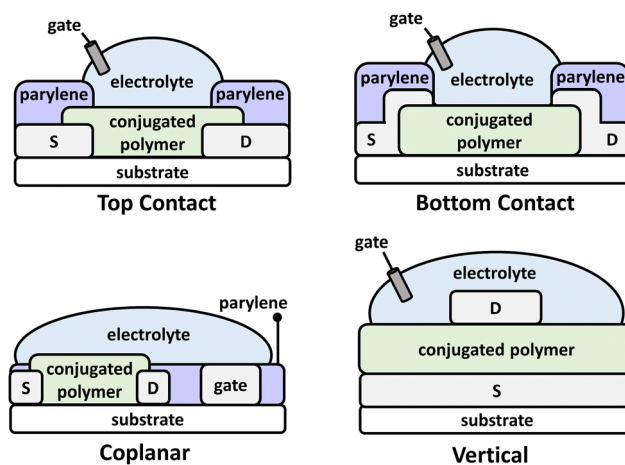 gate
electrolyte
parylene
parylene
S
conjugated
polymer
D
substrate
Top Contact
gate
electrolyte
parylene
parylene
S
conjugated
polymer
D
substrate
Bottom Contact
parylene
electrolyte
S
conjugated
polymer
D
gate
substrate
Coplanar
gate
electrolyte
D
conjugated polymer
S
substrate
Vertical